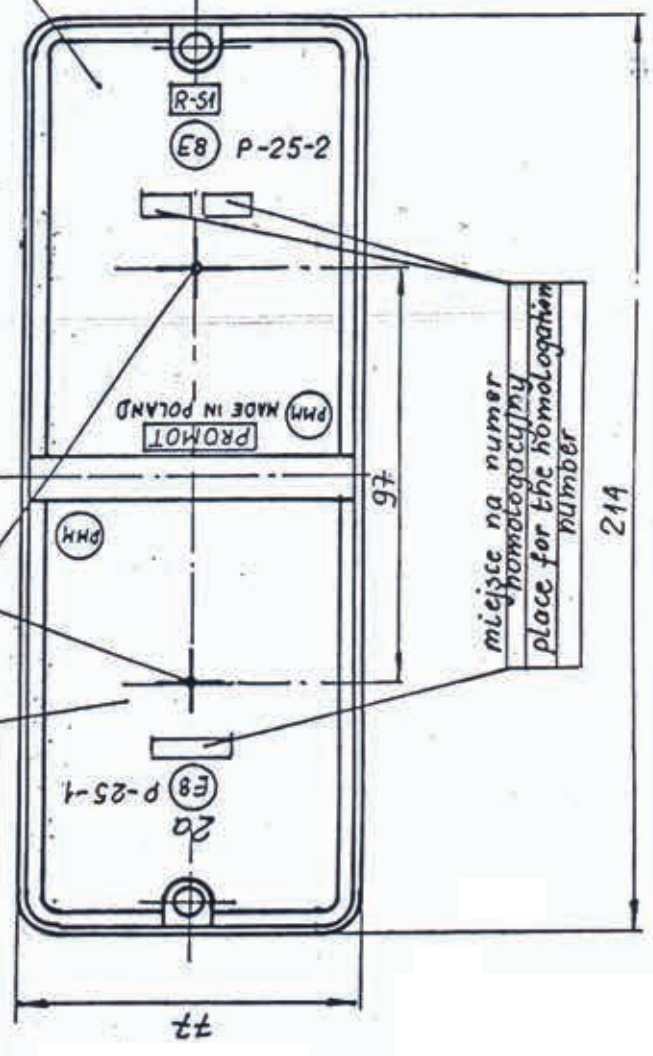 R-S1
E8 P-25-2
PMM MADE IN POLAND
PROMOT
PMM
97
miejsce na numer
homologacyjny
place for the homologation
number
214
E8 P-25-1
2a
77